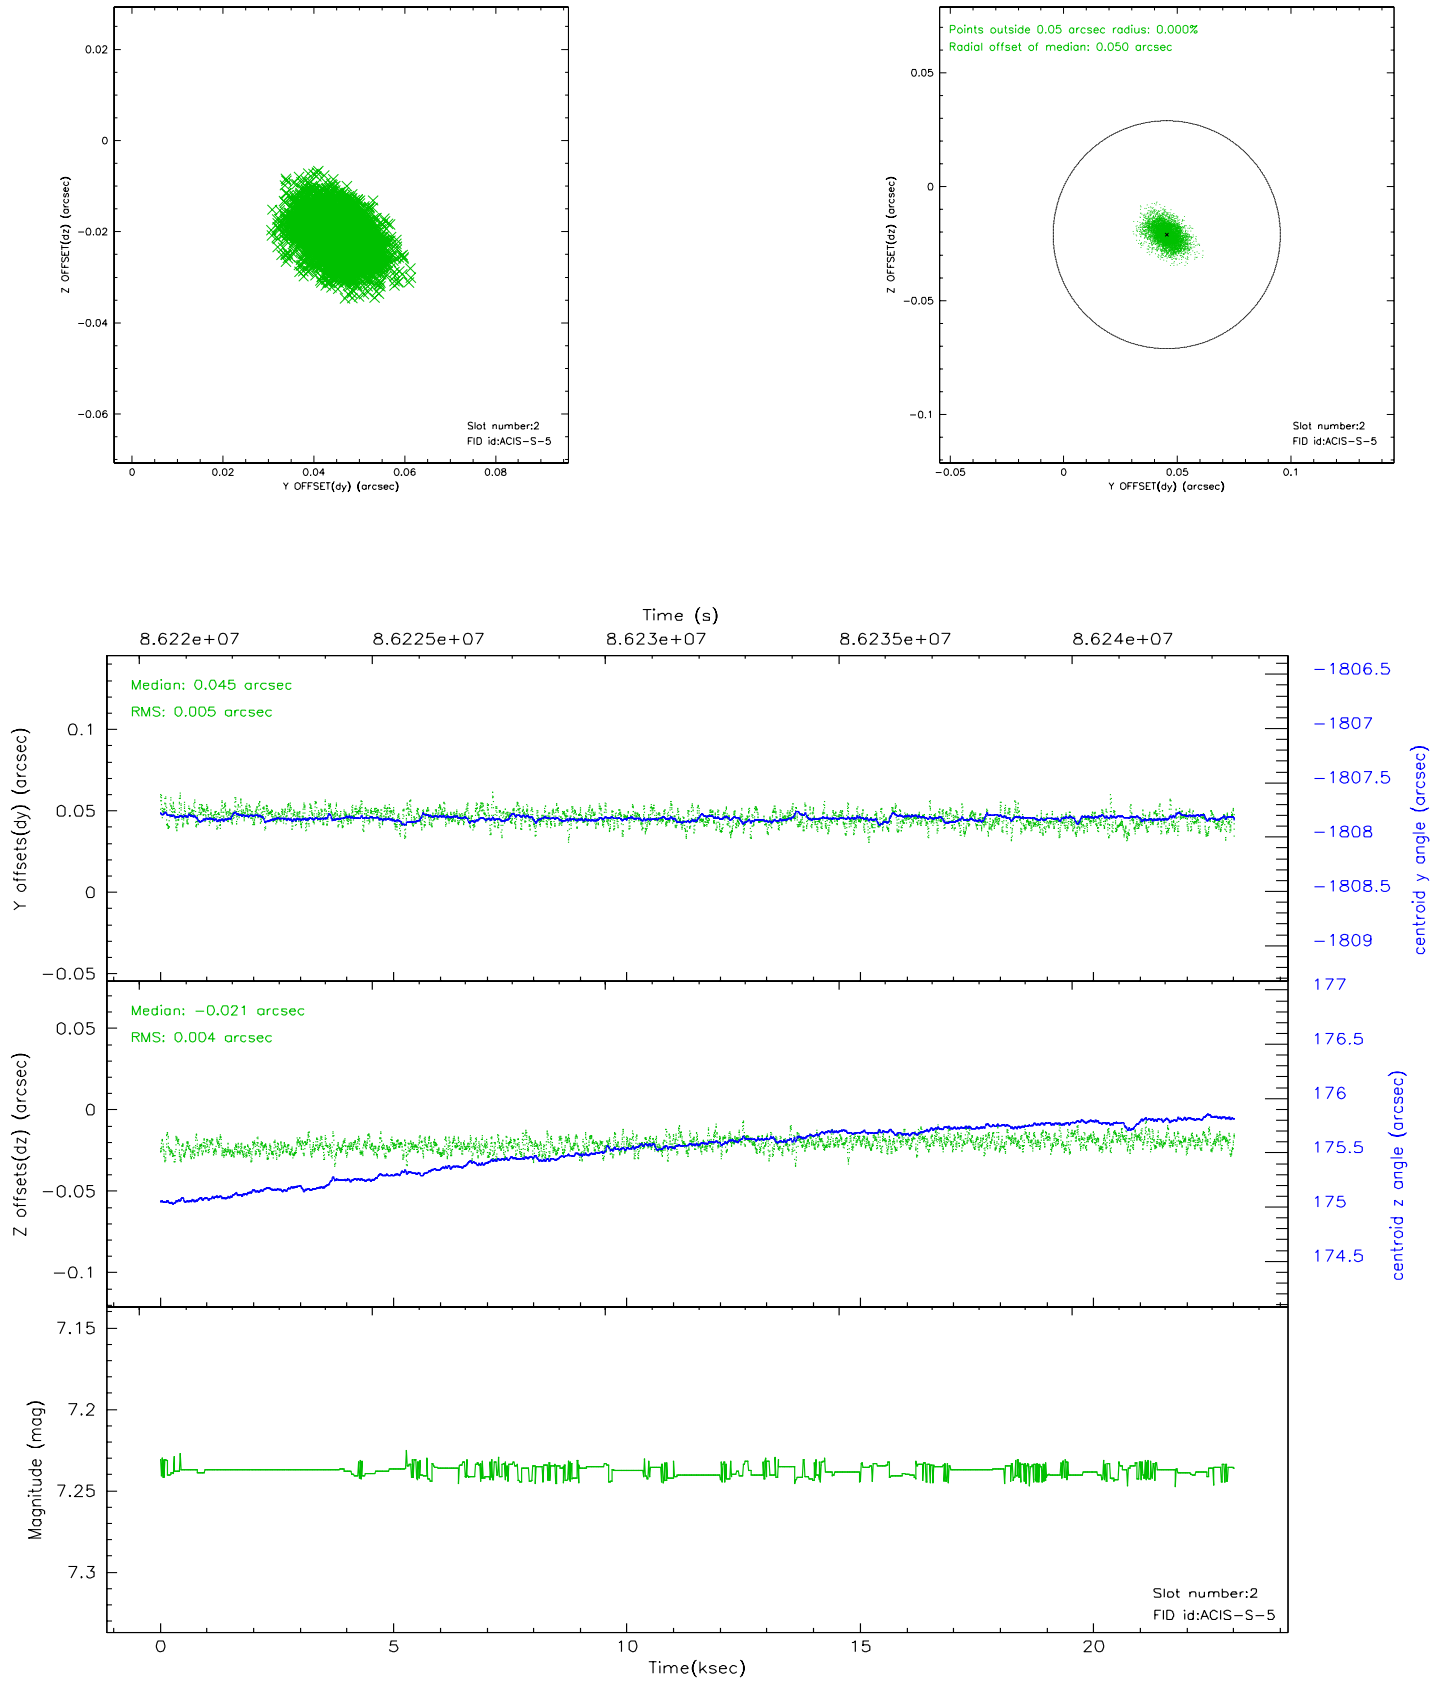 0.02
0
−0.02
−0.04
−0.06
Z OFFSET(dz) (arcsec)
Slot number:2
FID id:ACIS−S−5
0
0.02
0.04
0.06
0.08
Y OFFSET(dy) (arcsec)
Points outside 0.05 arcsec radius: 0.000%
Radial offset of median: 0.050 arcsec
0.05
0
−0.05
−0.1
Z OFFSET(dz) (arcsec)
Slot number:2
FID id:ACIS−S−5
−0.05
0
0.05
0.1
Y OFFSET(dy) (arcsec)
Time (s)
8.622e+07
8.6225e+07
8.623e+07
8.6235e+07
8.624e+07
Median: 0.045 arcsec
RMS: 0.005 arcsec
0.1
0.05
0
−0.05
Y offsets(dy) (arcsec)
−1806.5
−1807
−1807.5
−1808
−1808.5
−1809
centroid y angle (arcsec)
Median: −0.021 arcsec
RMS: 0.004 arcsec
0.05
0
−0.05
−0.1
Z offsets(dz) (arcsec)
177
176.5
176
175.5
175
174.5
centroid z angle (arcsec)
7.15
7.2
7.25
7.3
Magnitude (mag)
Slot number:2
FID id:ACIS−S−5
0
5
10
15
20
Time(ksec)